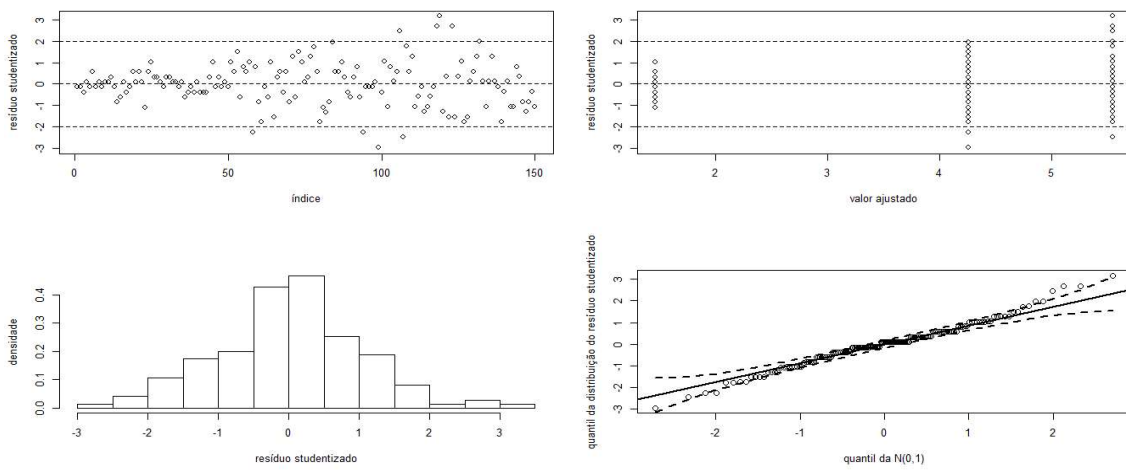 resíduo studentizado
-3 -2 -1 0 1 2 3
0 50 100 150
índice
resíduo studentizado
-3 -2 -1 0 1 2 3
2 3 4 5
valor ajustado
densidade
0.0 0.1 0.2 0.3 0.4
-3 -2 -1 0 1 2 3
resíduo studentizado
quantil da distribuição do resíduo studentizado
-3 -2 -1 0 1 2 3
-2 -1 0 1 2
quantil da N(0,1)